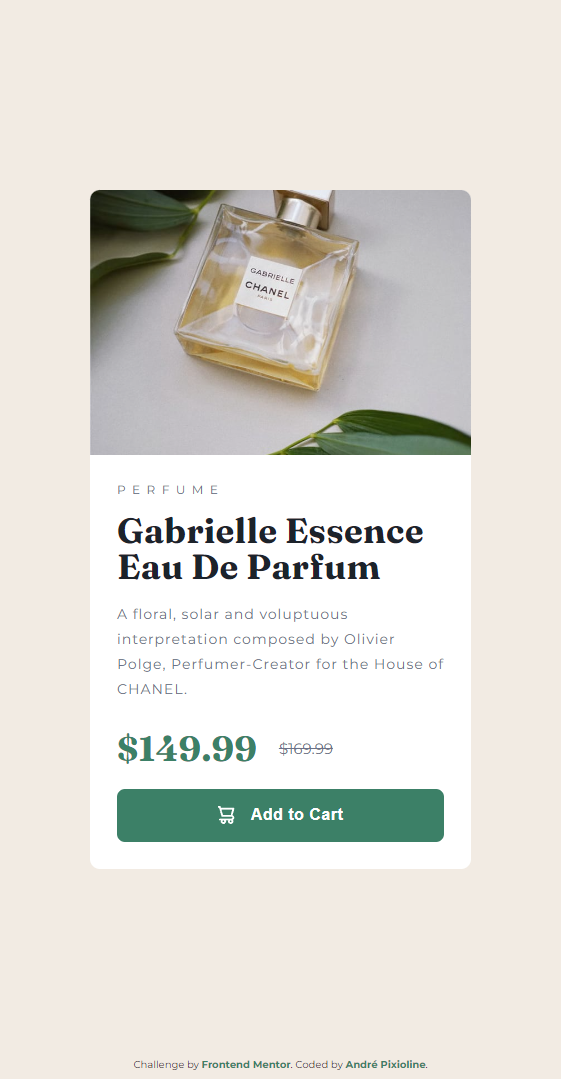 GABRIELLE
CHANEL
PARIS
PERFUME
Gabrielle Essence
Eau De Parfum
A floral, solar and voluptuous
interpretation composed by Olivier
Polge, Perfumer-Creator for the House of
CHANEL.
$149.99 $169.99
Add to Cart
Challenge by Frontend Mentor. Coded by André Pixioline.